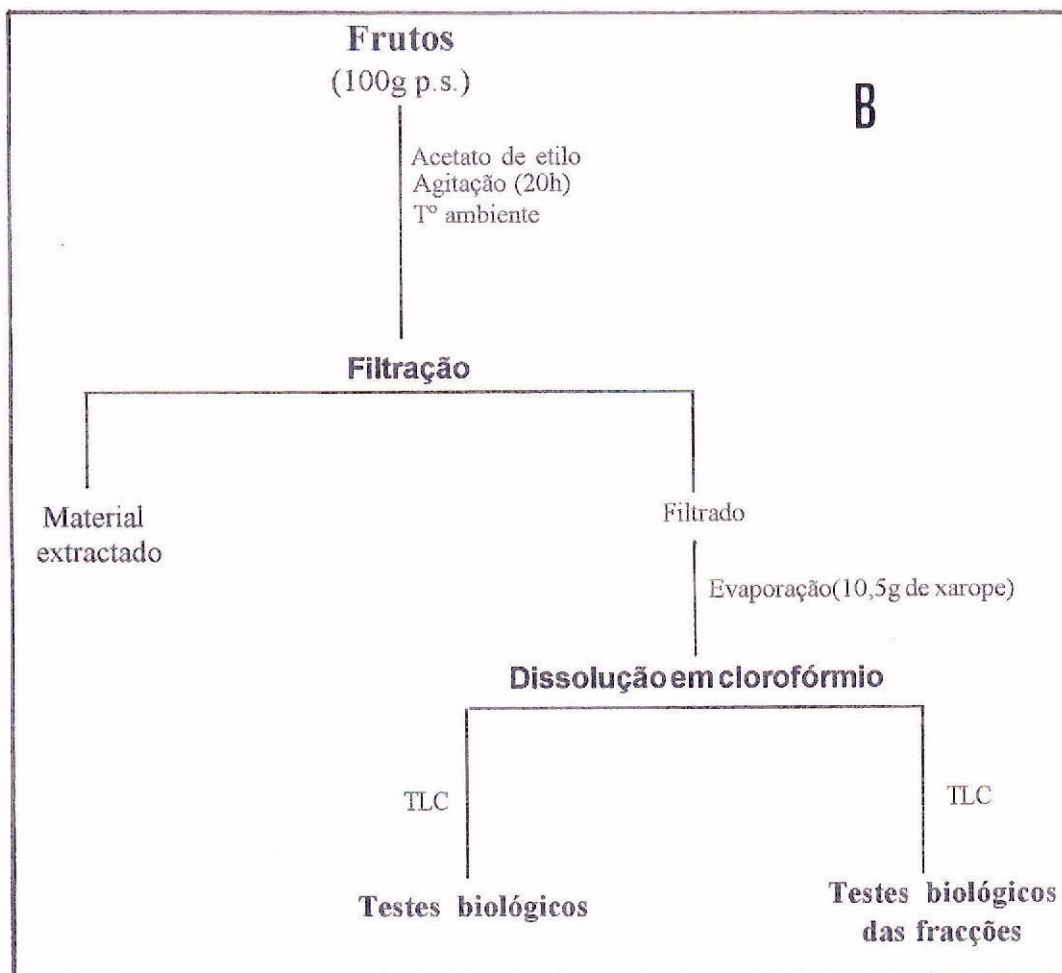 Frutos
(100g p.s.)
B
Acetato de etilo
Agitação (20h)
Tº ambiente
Filtração
Material
extractado
Filtrado
Evaporação(10,5g de xarope)
Dissolução em clorofórmio
TLC
TLC
Testes biológicos
Testes biológicos
das fracções